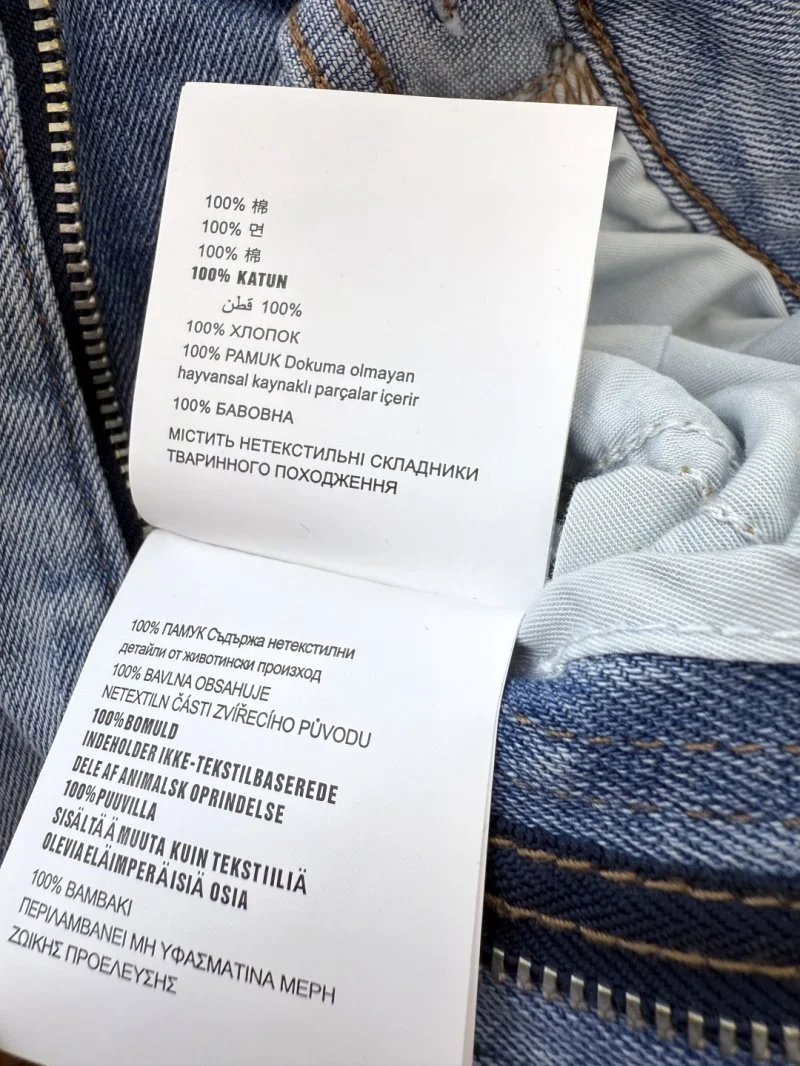 100% 棉
100% 면
100% 棉
100% KATUN
100% قطن
100% ХЛОПОК
100% PAMUK Dokuma olmayan
hayvansal kaynaklı parçalar içerir
100% БАВОВНА
МІСТИТЬ НЕТЕКСТИЛЬНІ СКЛАДНИКИ
ТВАРИННОГО ПОХОДЖЕННЯ
100% ПАМУК Съдържа нетекстилни
детайли от животински произход
100% BAVLNA OBSAHUJE
NETEXTILN ČÁSTI ZVÍŘECÍHO PŮVODU
100% BOMULD
INDEHOLDER IKKE-TEKSTILBASEREDE
DELE AF ANIMALSK OPRINDELSE
100% PUUVILLA
SISÄLTÄÄ MUUTA KUIN TEKSTIILIÄ
OLEVIA ELÄIMPERÄISIÄ OSIA
100% ΒΑΜΒΑΚΙ
ΠΕΡΙΛΑΜΒΑΝΕΙ ΜΗ ΥΦΑΣΜΑΤΙΝΑ ΜΕΡΗ
ΖΩΙΚΗΣ ΠΡΟΕΛΕΥΣΗΣ